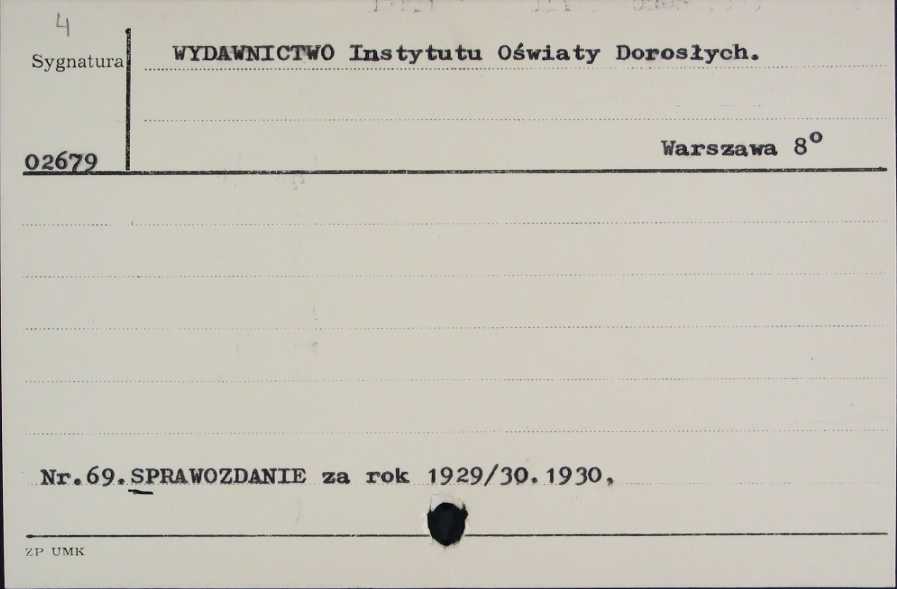 4
Sygnatura
WYDAWNICTWO Instytutu Oświaty Dorosłych.
Warszawa 8°
02679
Nr.69.SPRAWOZDANIE za rok 1929/30.1930,
ZP UMK